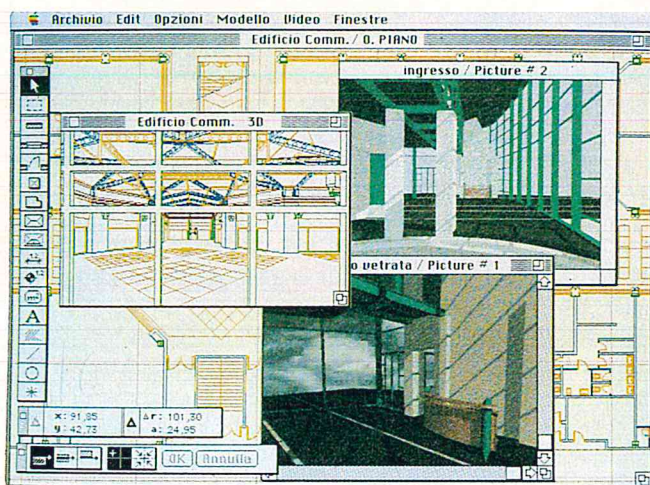 Archivio Edit Opzioni Modello Video Finestre
Edificio Comm. / 0. PIANO
ingresso / Picture # 2
Edificio Comm. 3D
o vetrata / Picture # 1
A
x: 91,85
y: 42,73
Δr: 101,30
a: 24,95
OK Annulla